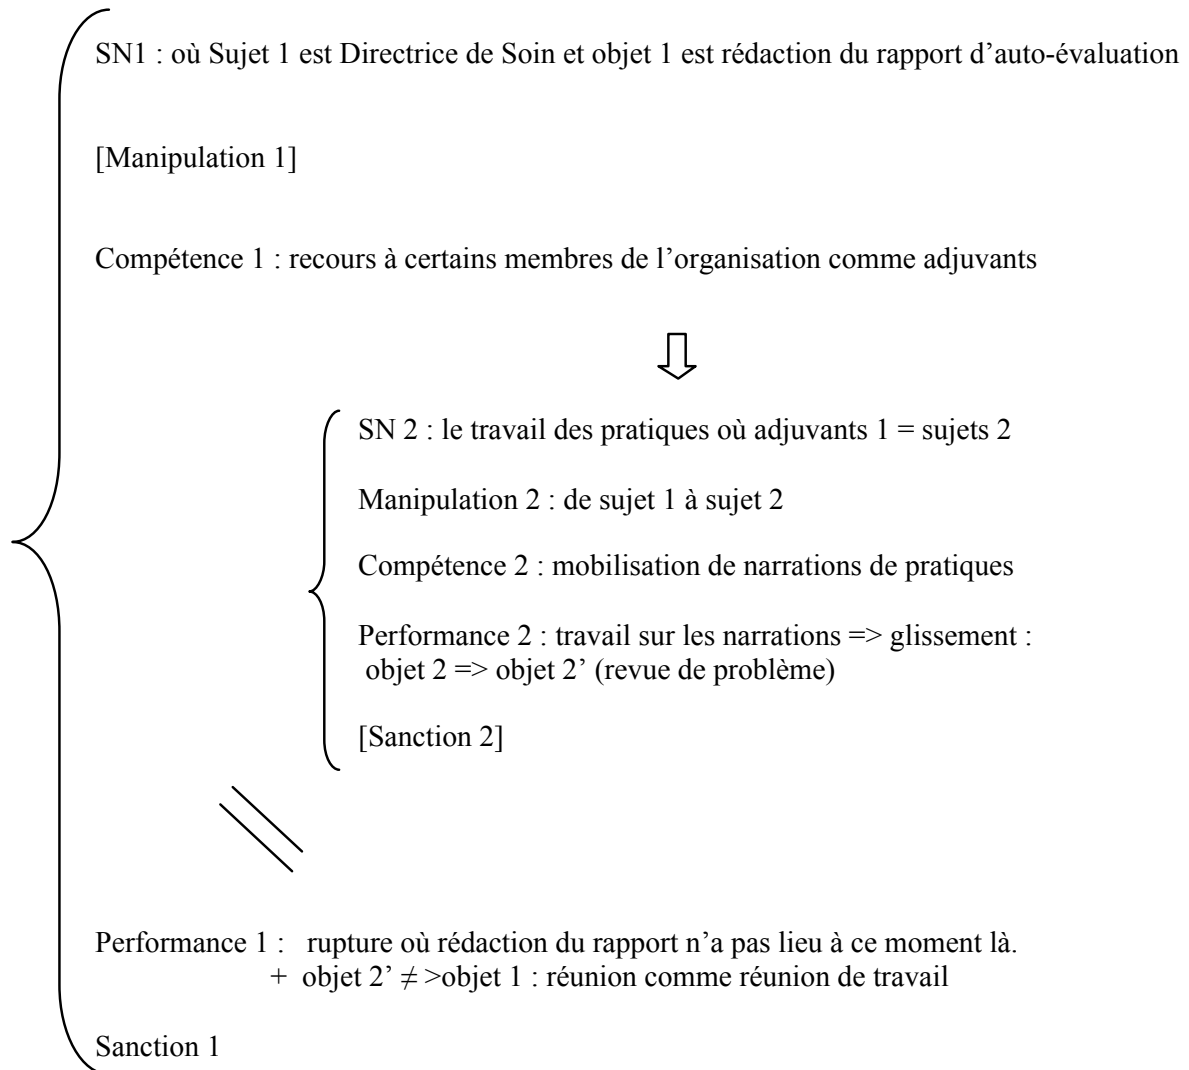 SN1 : où Sujet 1 est Directrice de Soin et objet 1 est rédaction du rapport d’auto-évaluation
[Manipulation 1]
Compétence 1 : recours à certains membres de l’organisation comme adjuvants
SN 2 : le travail des pratiques où adjuvants 1 = sujets 2
Manipulation 2 : de sujet 1 à sujet 2
Compétence 2 : mobilisation de narrations de pratiques
Performance 2 : travail sur les narrations => glissement :
objet 2 => objet 2’ (revue de problème)
[Sanction 2]
Performance 1 : rupture où rédaction du rapport n’a pas lieu à ce moment là.
+ objet 2’ ≠ >objet 1 : réunion comme réunion de travail
Sanction 1